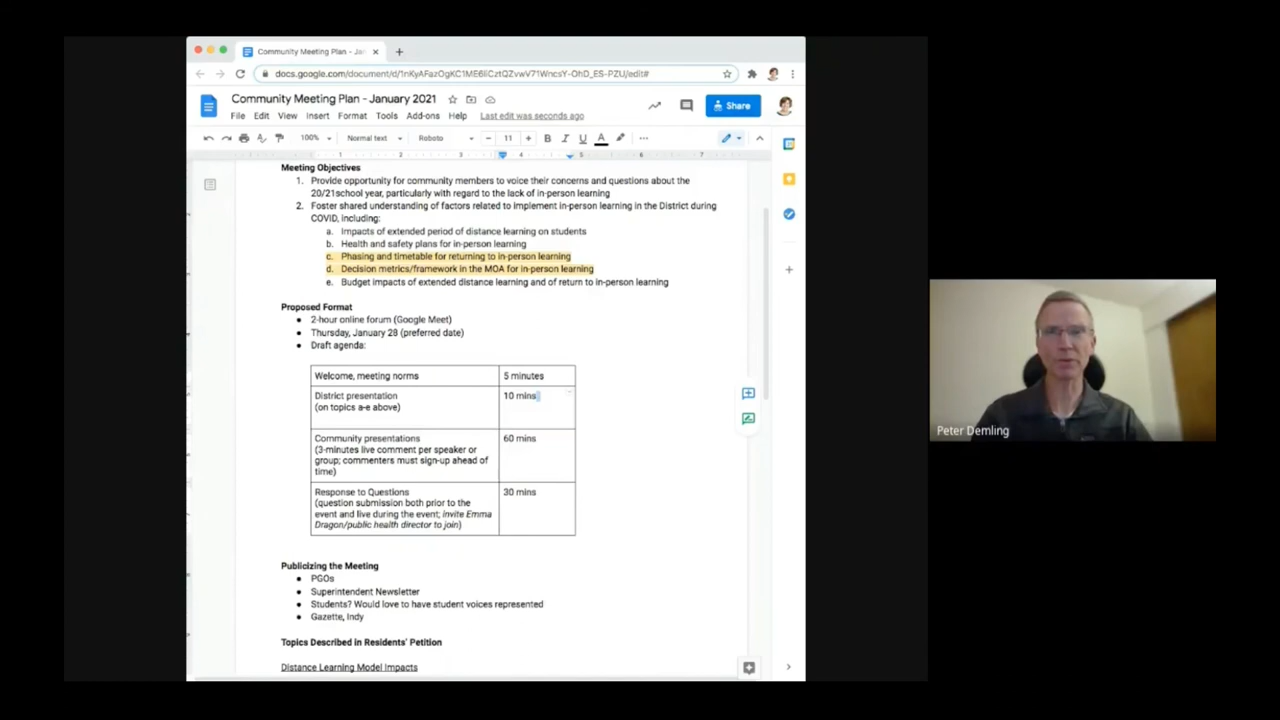 Community Meeting Plan - Ja
docs.google.com/document/d/1nKyAFazOgKC1ME6liCztQZvwV71WncsY-OhD_ES-PZU/edit#
Community Meeting Plan - January 2021
Share
File Edit View Insert Format Tools Add-ons Help Last edit was seconds ago
100% Normal text Roboto 11 B I U A
1 2 3 4 5 6 7
Meeting Objectives
1. Provide opportunity for community members to voice their concerns and questions about the
20/21school year, particularly with regard to the lack of in-person learning
2. Foster shared understanding of factors related to implement in-person learning in the District during
COVID, including:
a. Impacts of extended period of distance learning on students
b. Health and safety plans for in-person learning
c. Phasing and timetable for returning to in-person learning
d. Decision metrics/framework in the MOA for in-person learning
e. Budget impacts of extended distance learning and of return to in-person learning
Proposed Format
● 2-hour online forum (Google Meet)
● Thursday, January 28 (preferred date)
● Draft agenda:
Welcome, meeting norms 5 minutes
District presentation 10 mins
(on topics a-e above)
Community presentations 60 mins
(3-minutes live comment per speaker or
group; commenters must sign-up ahead of
time)
Response to Questions 30 mins
(question submission both prior to the
event and live during the event; invite Emma
Dragon/public health director to join)
Publicizing the Meeting
● PGOs
● Superintendent Newsletter
● Students? Would love to have student voices represented
● Gazette, Indy
Topics Described in Residents' Petition
Distance Learning Model Impacts
Peter Demling